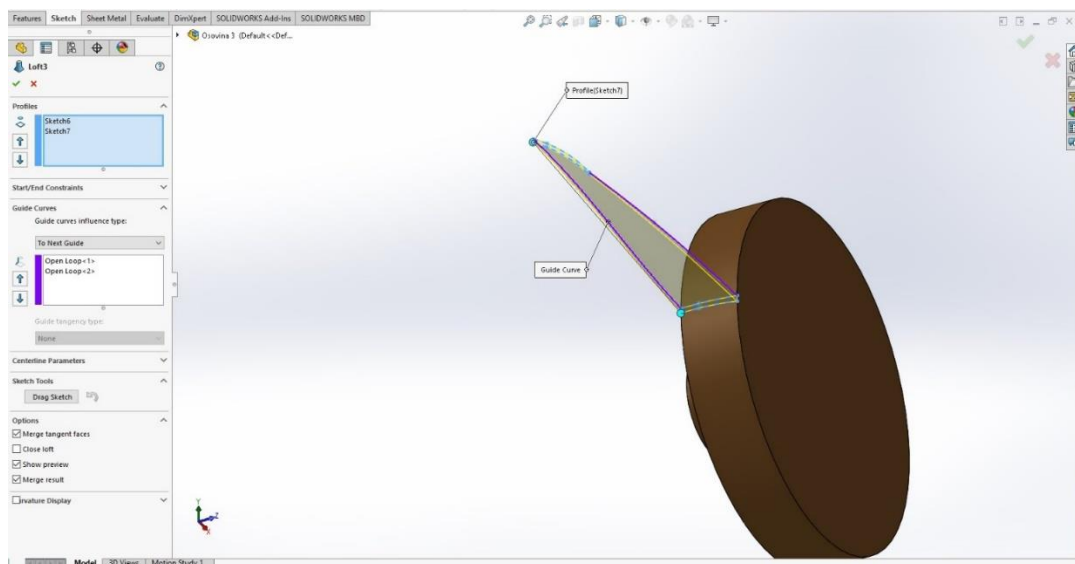 Features Sketch Sheet Metal Evaluate DimXpert SOLIDWORKS Add-Ins SOLIDWORKS MBD
Osovina 3 (Default<<Def...
Loft3
Profiles
Sketch6
Sketch7
Start/End Constraints
Guide Curves
Guide curves influence type:
To Next Guide
Open Loop<1>
Open Loop<2>
Guide tangency type:
None
Centerline Parameters
Sketch Tools
Drag Sketch
Options
Merge tangent faces
Close loft
Show preview
Merge result
Curvature Display
Profile(Sketch7)
Guide Curve
Y
Z
X
Model 3D Views Motion Study 1